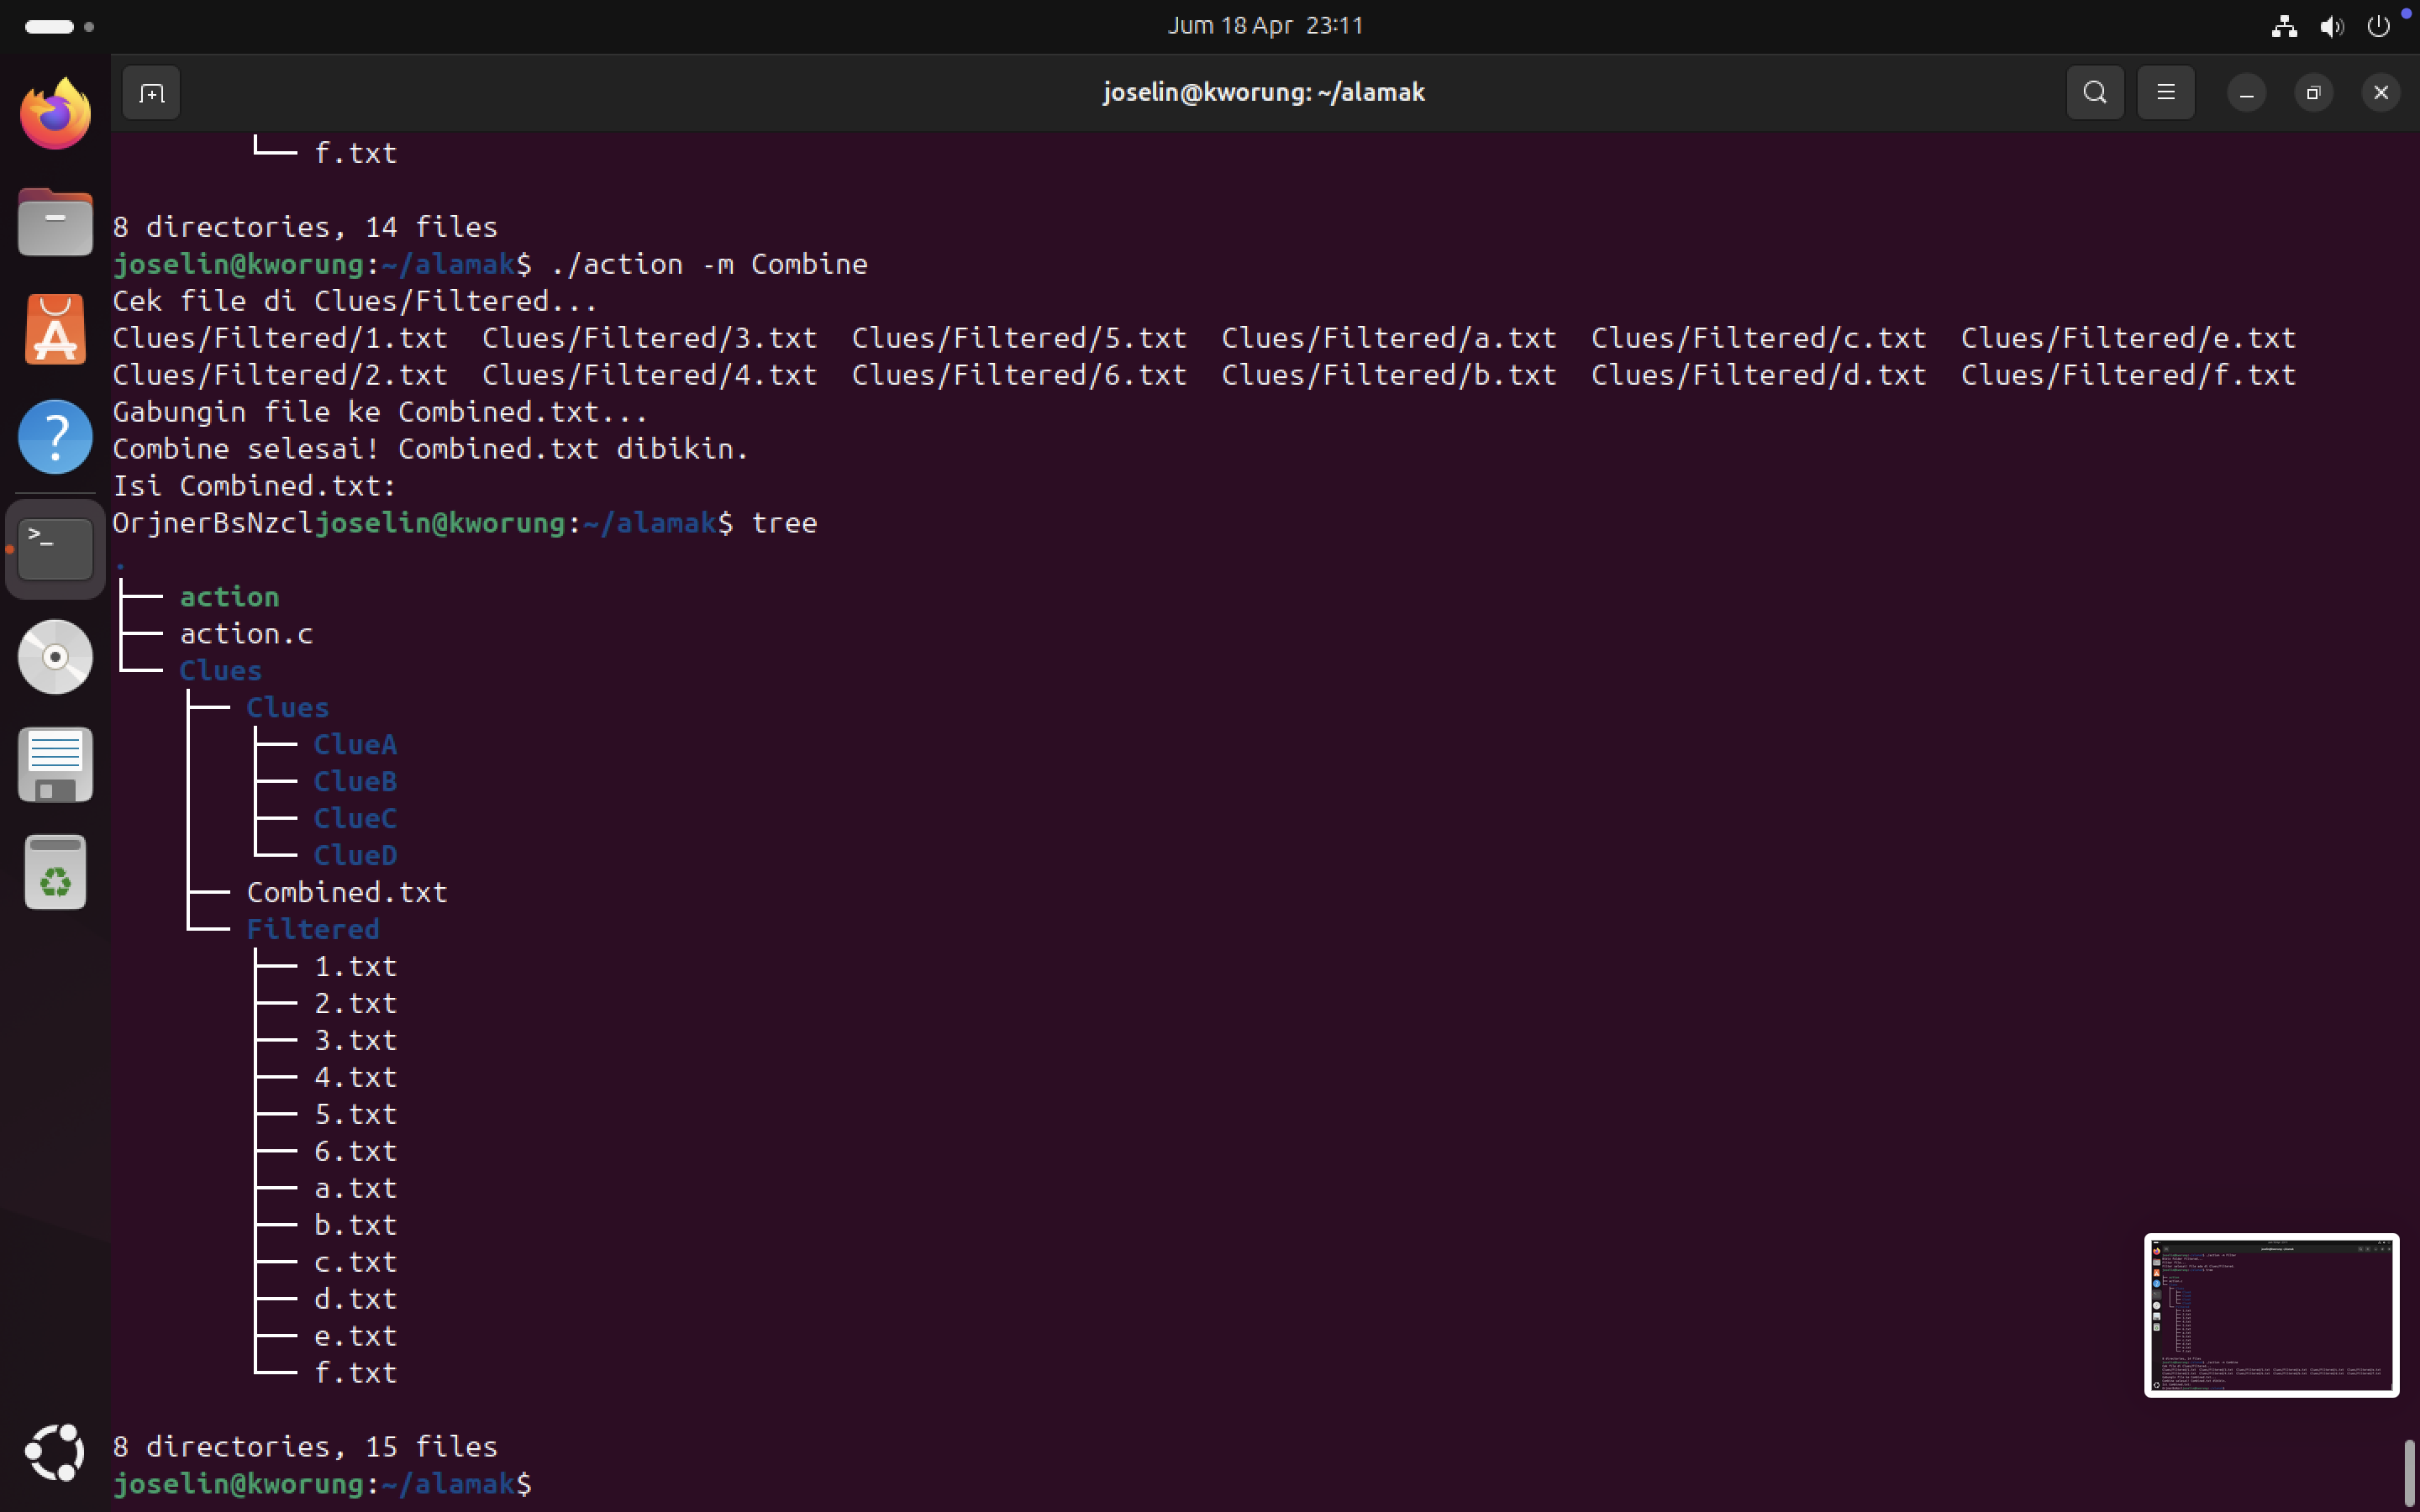 Jum 18 Apr 23:11
joselin@kworung: ~/alamak
└── f.txt
8 directories, 14 files
joselin@kworung:~/alamak$ ./action -m Combine
Cek file di Clues/Filtered...
Clues/Filtered/1.txt  Clues/Filtered/3.txt  Clues/Filtered/5.txt  Clues/Filtered/a.txt  Clues/Filtered/c.txt  Clues/Filtered/e.txt
Clues/Filtered/2.txt  Clues/Filtered/4.txt  Clues/Filtered/6.txt  Clues/Filtered/b.txt  Clues/Filtered/d.txt  Clues/Filtered/f.txt
Gabungin file ke Combined.txt...
Combine selesai! Combined.txt dibikin.
Isi Combined.txt:
OrjnerBsNzcljoselin@kworung:~/alamak$ tree
.
├── action
├── action.c
└── Clues
    ├── Clues
    │   ├── ClueA
    │   ├── ClueB
    │   ├── ClueC
    │   └── ClueD
    ├── Combined.txt
    └── Filtered
        ├── 1.txt
        ├── 2.txt
        ├── 3.txt
        ├── 4.txt
        ├── 5.txt
        ├── 6.txt
        ├── a.txt
        ├── b.txt
        ├── c.txt
        ├── d.txt
        ├── e.txt
        └── f.txt
8 directories, 15 files
joselin@kworung:~/alamak$